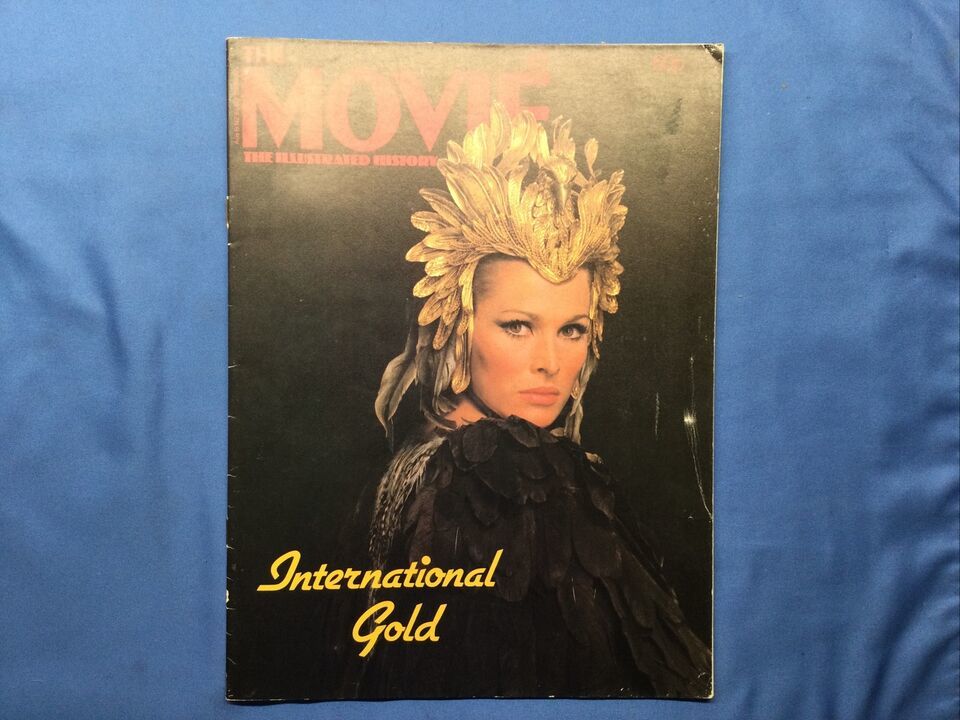 THE
MOVIE
THE ILLUSTRATED HISTORY
International
Gold